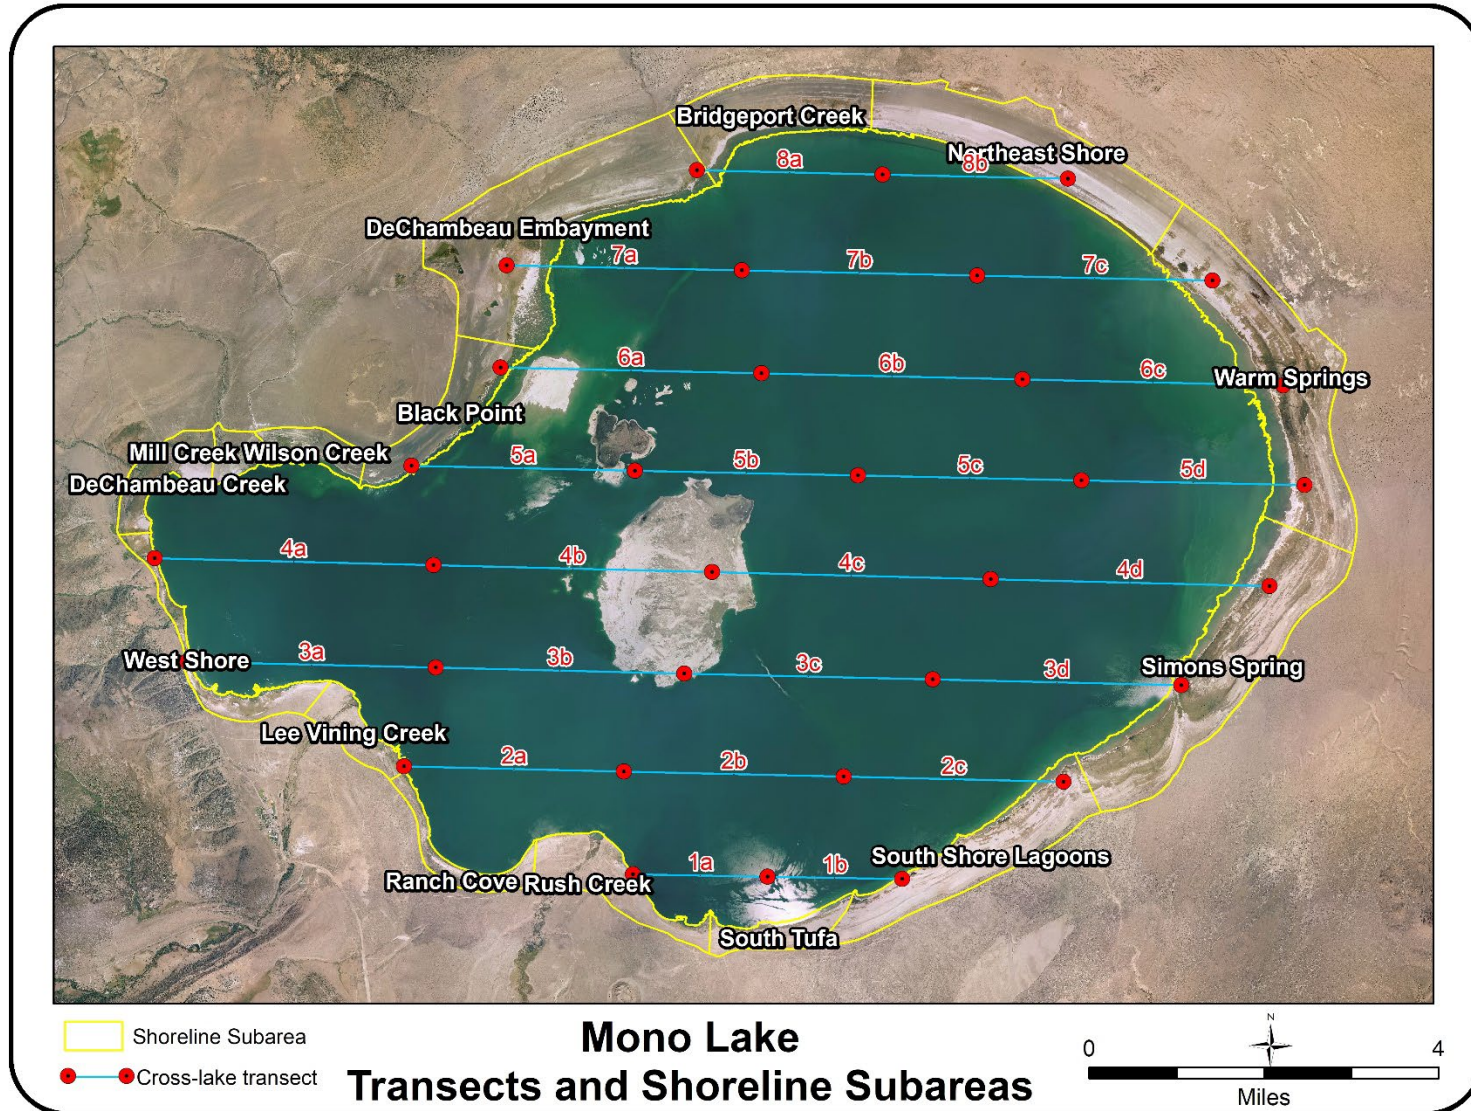 Bridgeport Creek
8a
Northeast Shore
8b
DeChambeau Embayment
7a
7b
7c
6a
6b
6c
Warm Springs
Black Point
Mill Creek Wilson Creek
5a
5b
5c
5d
DeChambeau Creek
4a
4b
4c
4d
West Shore
3a
3b
3c
3d
Simons Spring
Lee Vining Creek
2a
2b
2c
1a
1b
South Shore Lagoons
Ranch Cove Rush Creek
South Tufa
Shoreline Subarea
Cross-lake transect
Mono Lake
Transects and Shoreline Subareas
N
0
4
Miles